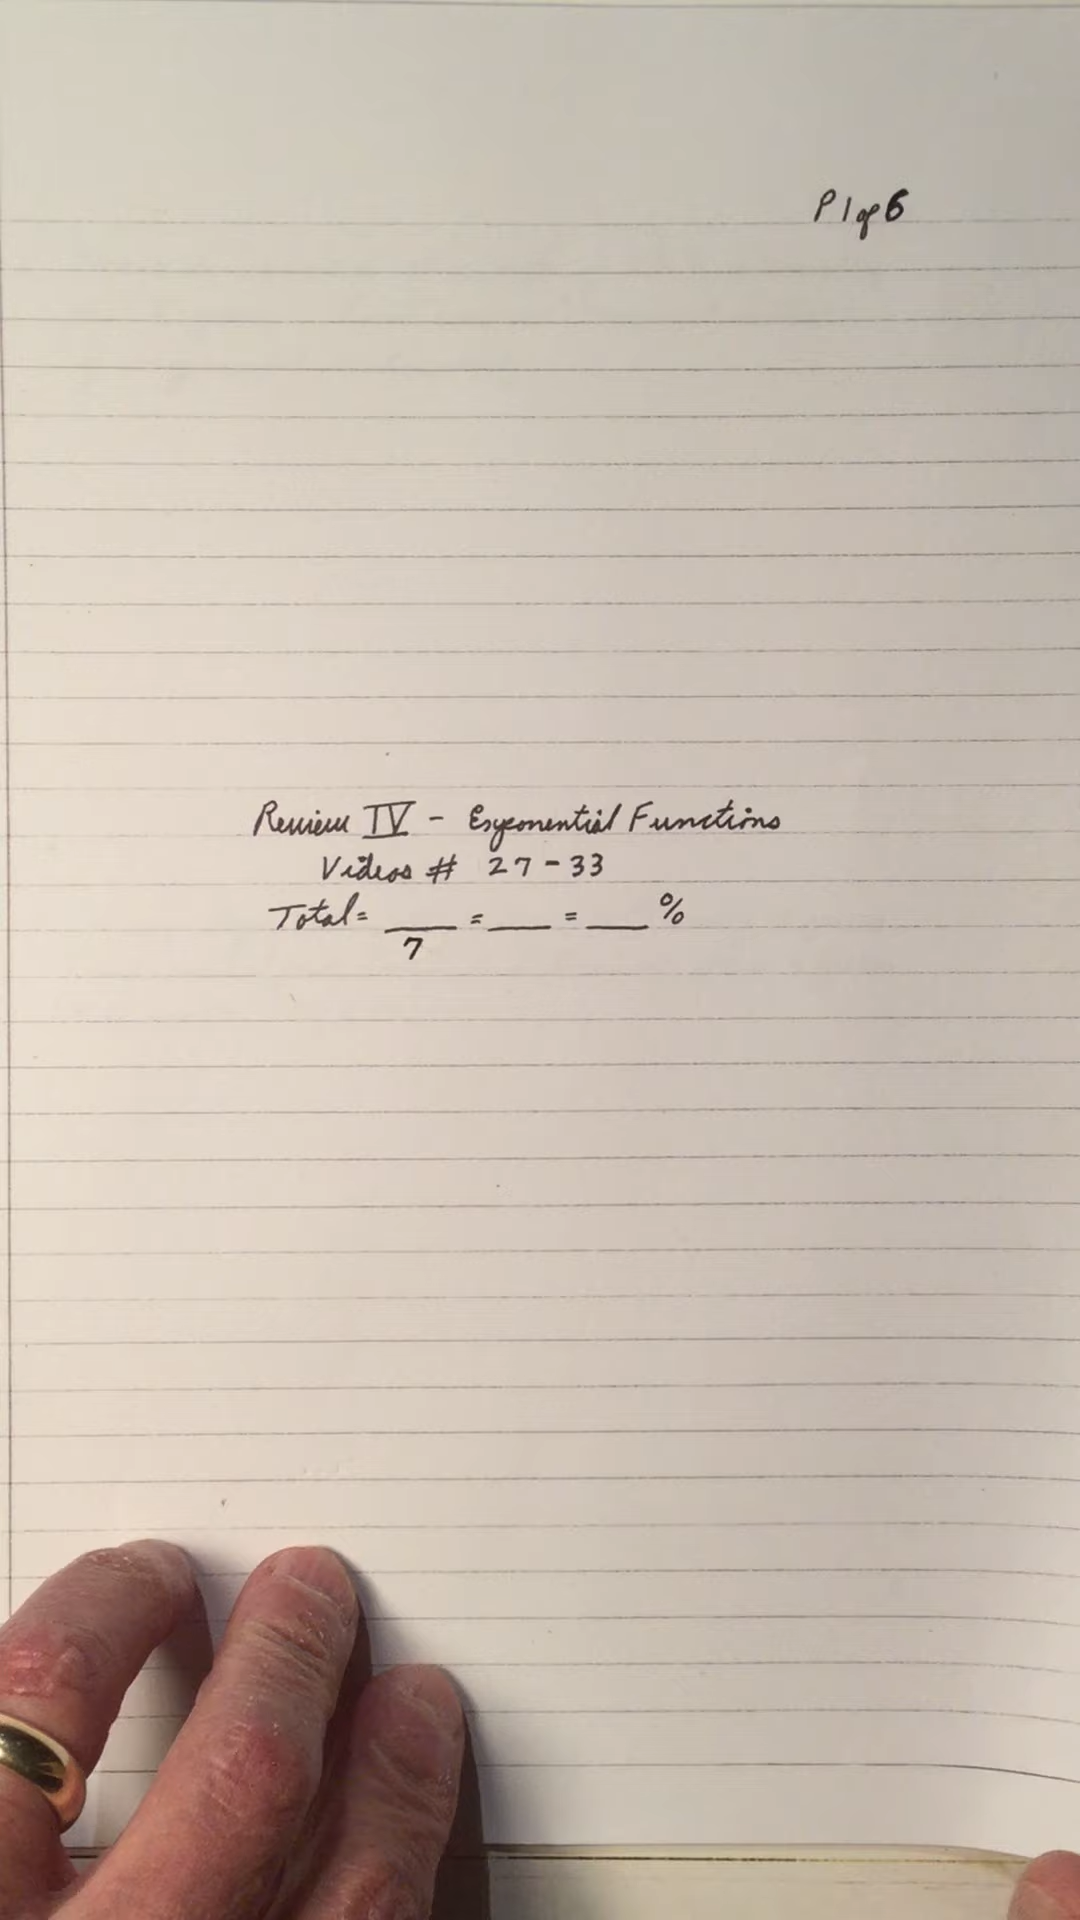 P 1 of 6
Review IV - Exponential Functions
Videos # 27 - 33
Total = ___ = ___ = ___ %
7